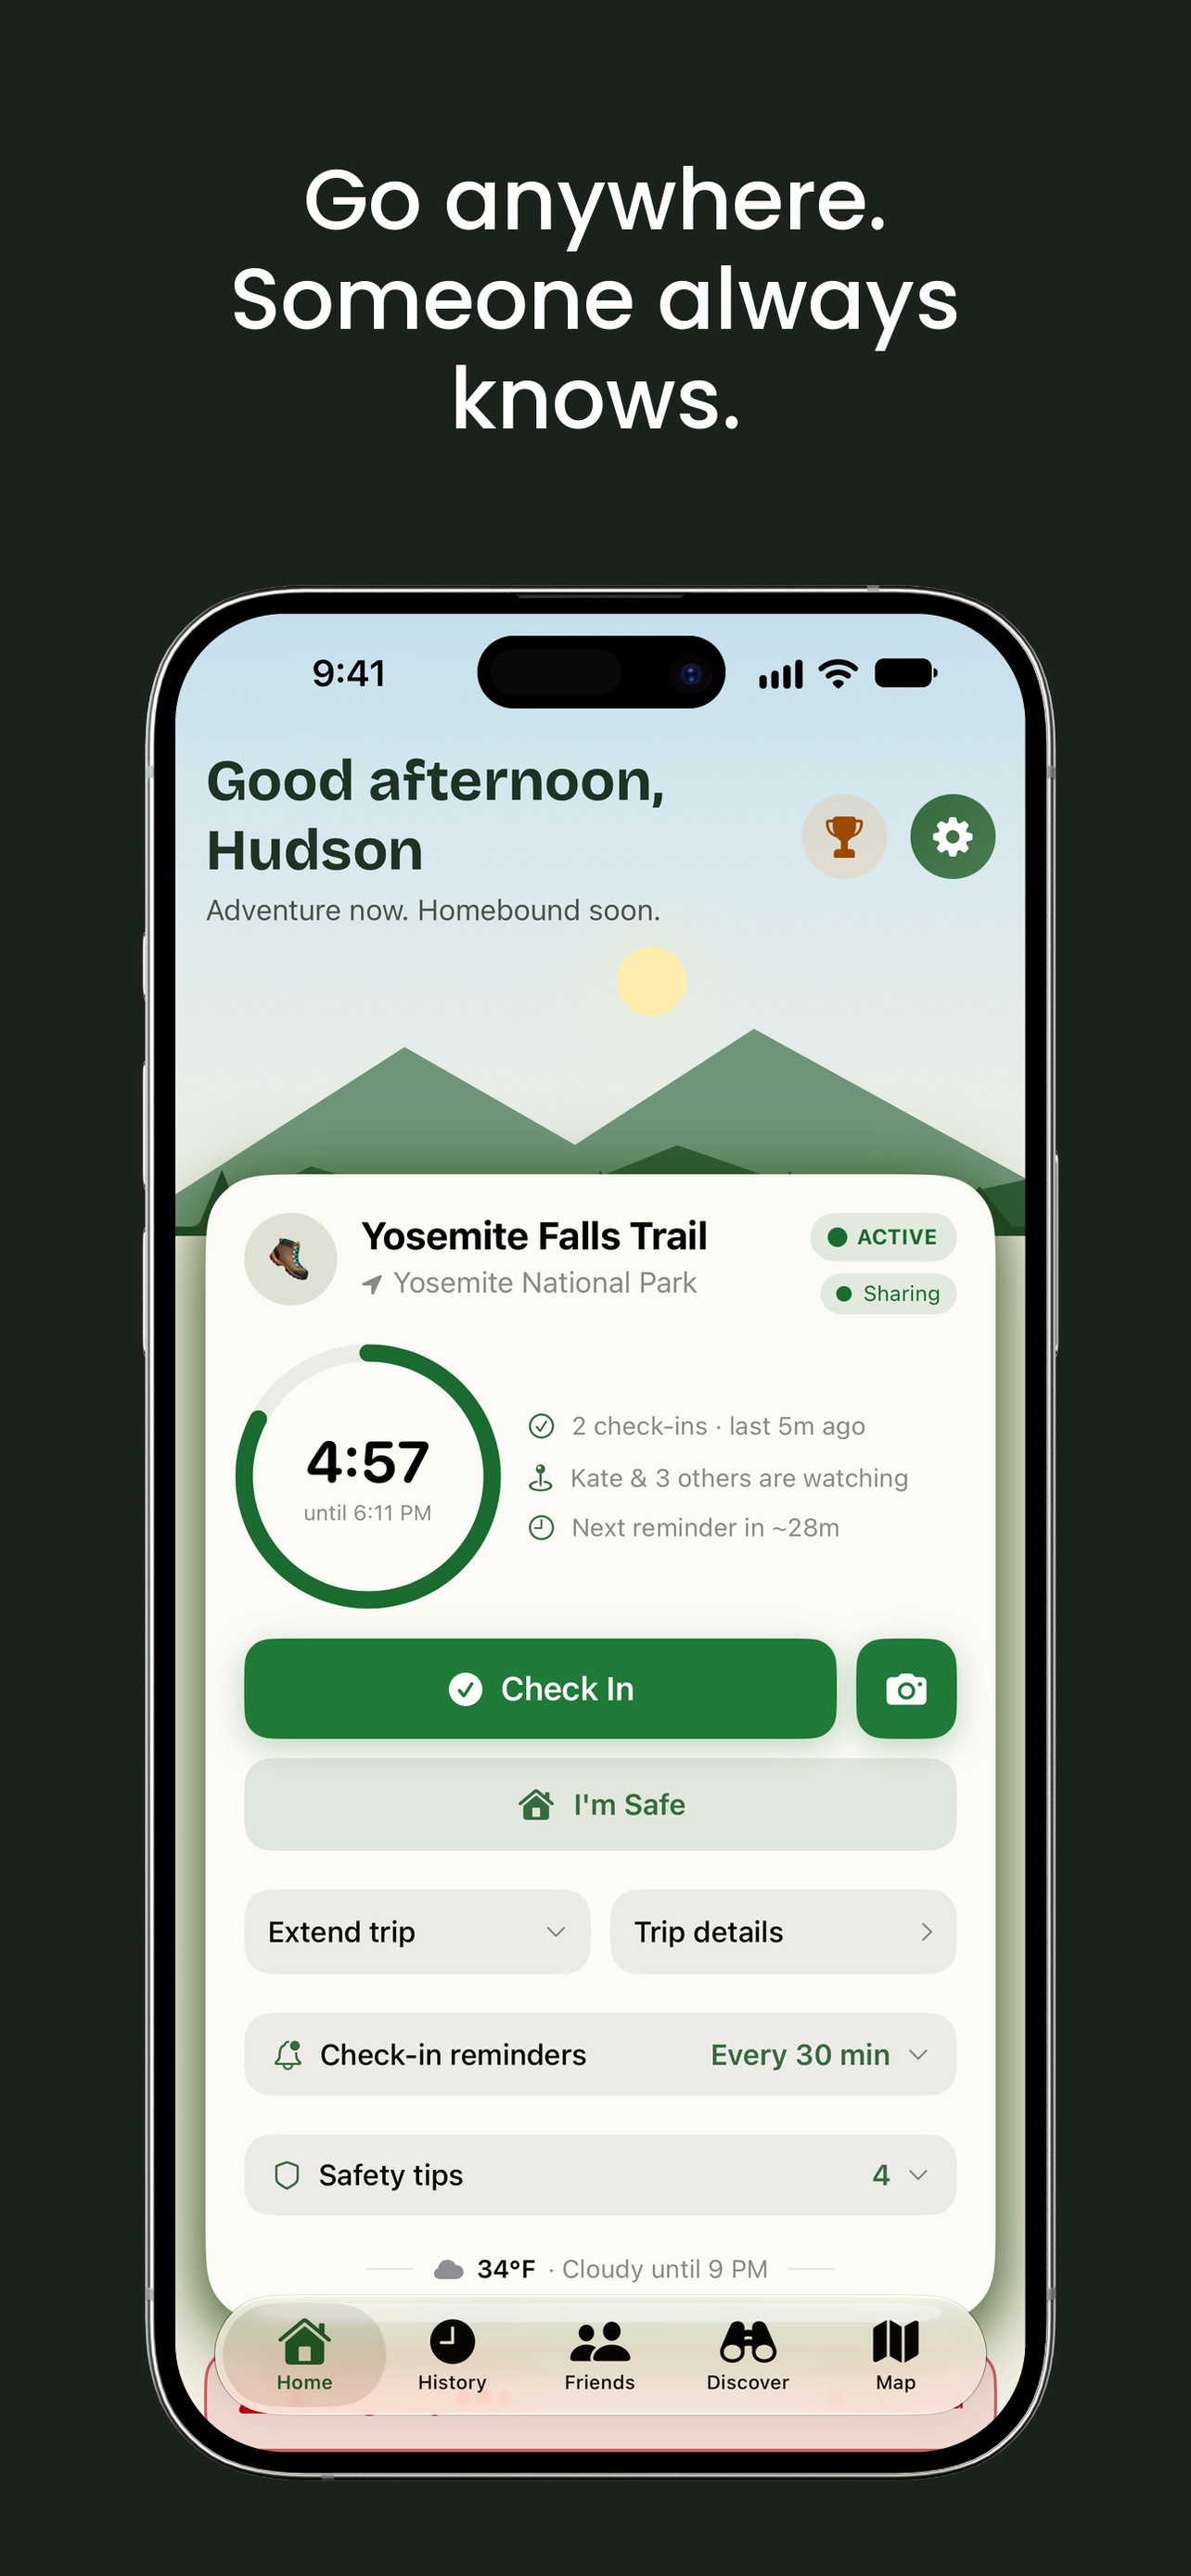 Go anywhere.
Someone always
knows.
9:41
Good afternoon,
Hudson
Adventure now. Homebound soon.
Yosemite Falls Trail
ACTIVE
Yosemite National Park
Sharing
4:57
until 6:11 PM
2 check-ins · last 5m ago
Kate & 3 others are watching
Next reminder in ~28m
Check In
I'm Safe
Extend trip
Trip details
Check-in reminders
Every 30 min
Safety tips
4
34°F · Cloudy until 9 PM
Home
History
Friends
Discover
Map